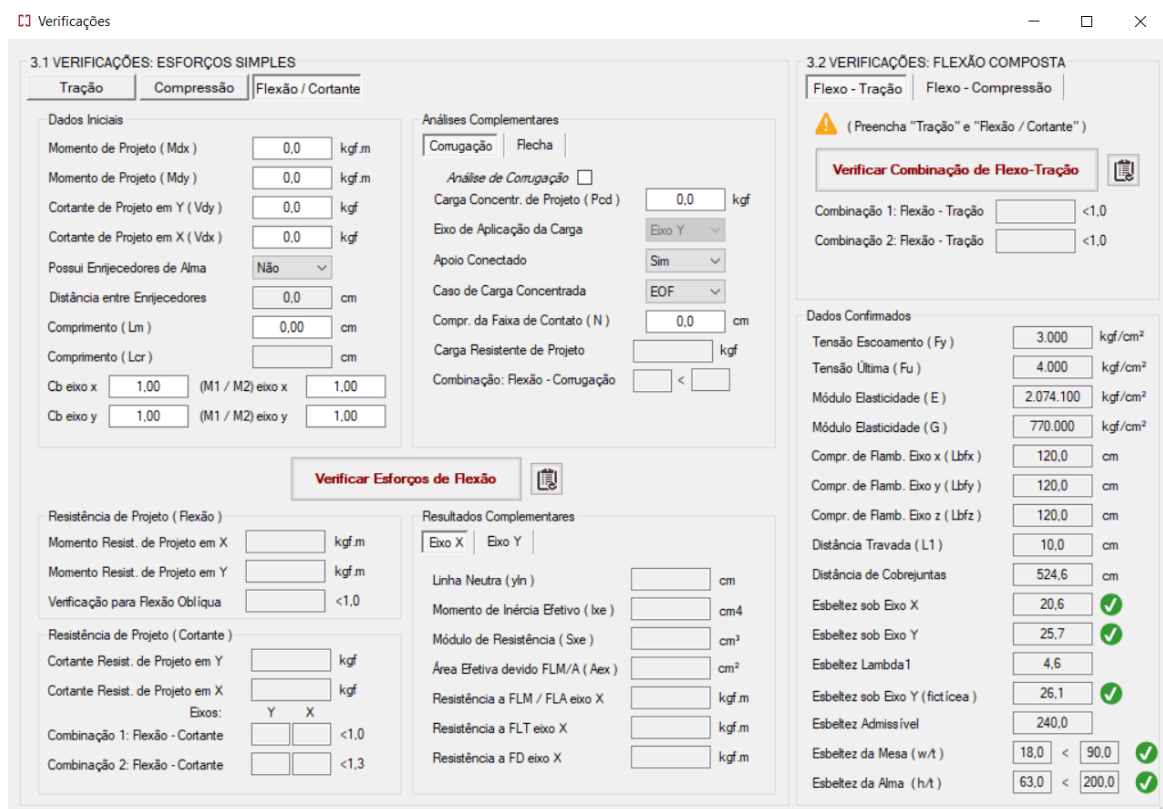 Verificações
3.1 VERIFICAÇÕES: ESFORÇOS SIMPLES
Tração Compressão Flexão / Cortante
Dados Iniciais
Momento de Projeto ( Mdx ) 0,0 kgf.m
Momento de Projeto ( Mdy ) 0,0 kgf.m
Cortante de Projeto em Y ( Vdy ) 0,0 kgf
Cortante de Projeto em X ( Vdx ) 0,0 kgf
Possui Enrijecedores de Alma Não
Distância entre Enrijecedores 0,0 cm
Comprimento ( Lm ) 0,00 cm
Comprimento ( Lcr ) cm
Cb eixo x 1,00 (M1 / M2) eixo x 1,00
Cb eixo y 1,00 (M1 / M2) eixo y 1,00
Análises Complementares
Corrugação Flecha
Análise de Corrugação
Carga Concentr. de Projeto ( Pcd ) 0,0 kgf
Eixo de Aplicação da Carga Eixo Y
Apoio Conectado Sim
Caso de Carga Concentrada EOF
Compr. da Faixa de Contato ( N ) 0,0 cm
Carga Resistente de Projeto kgf
Combinação: Flexão - Corrugação <
Verificar Esforços de Flexão
Resistência de Projeto ( Flexão )
Momento Resist. de Projeto em X kgf.m
Momento Resist. de Projeto em Y kgf.m
Verificação para Flexão Oblíqua <1,0
Resistência de Projeto ( Cortante )
Cortante Resist. de Projeto em Y kgf
Cortante Resist. de Projeto em X kgf
Eixos: Y X
Combinação 1: Flexão - Cortante <1,0
Combinação 2: Flexão - Cortante <1,3
Resultados Complementares
Eixo X Eixo Y
Linha Neutra ( yln ) cm
Momento de Inércia Efetivo ( Ixe ) cm4
Módulo de Resistência ( Sxe ) cm³
Área Efetiva devido FLM/A ( Aex ) cm²
Resistência a FLM / FLA eixo X kgf.m
Resistência a FLT eixo X kgf.m
Resistência a FD eixo X kgf.m
3.2 VERIFICAÇÕES: FLEXÃO COMPOSTA
Flexo - Tração Flexo - Compressão
( Preencha "Tração" e "Flexão / Cortante" )
Verificar Combinação de Flexo-Tração
Combinação 1: Flexão - Tração <1,0
Combinação 2: Flexão - Tração <1,0
Dados Confirmados
Tensão Escoamento ( Fy ) 3.000 kgf/cm²
Tensão Última ( Fu ) 4.000 kgf/cm²
Módulo Elasticidade ( E ) 2.074.100 kgf/cm²
Módulo Elasticidade ( G ) 770.000 kgf/cm²
Compr. de Flamb. Eixo x ( Lbfx ) 120,0 cm
Compr. de Flamb. Eixo y ( Lbfy ) 120,0 cm
Compr. de Flamb. Eixo z ( Lbfz ) 120,0 cm
Distância Travada ( L1 ) 10,0 cm
Distância de Cobrejuntas 524,6 cm
Esbeltez sob Eixo X 20,6
Esbeltez sob Eixo Y 25,7
Esbeltez Lambda1 4,6
Esbeltez sob Eixo Y ( fictícea ) 26,1
Esbeltez Admissível 240,0
Esbeltez da Mesa ( w/t ) 18,0 < 90,0
Esbeltez da Alma ( h/t ) 63,0 < 200,0